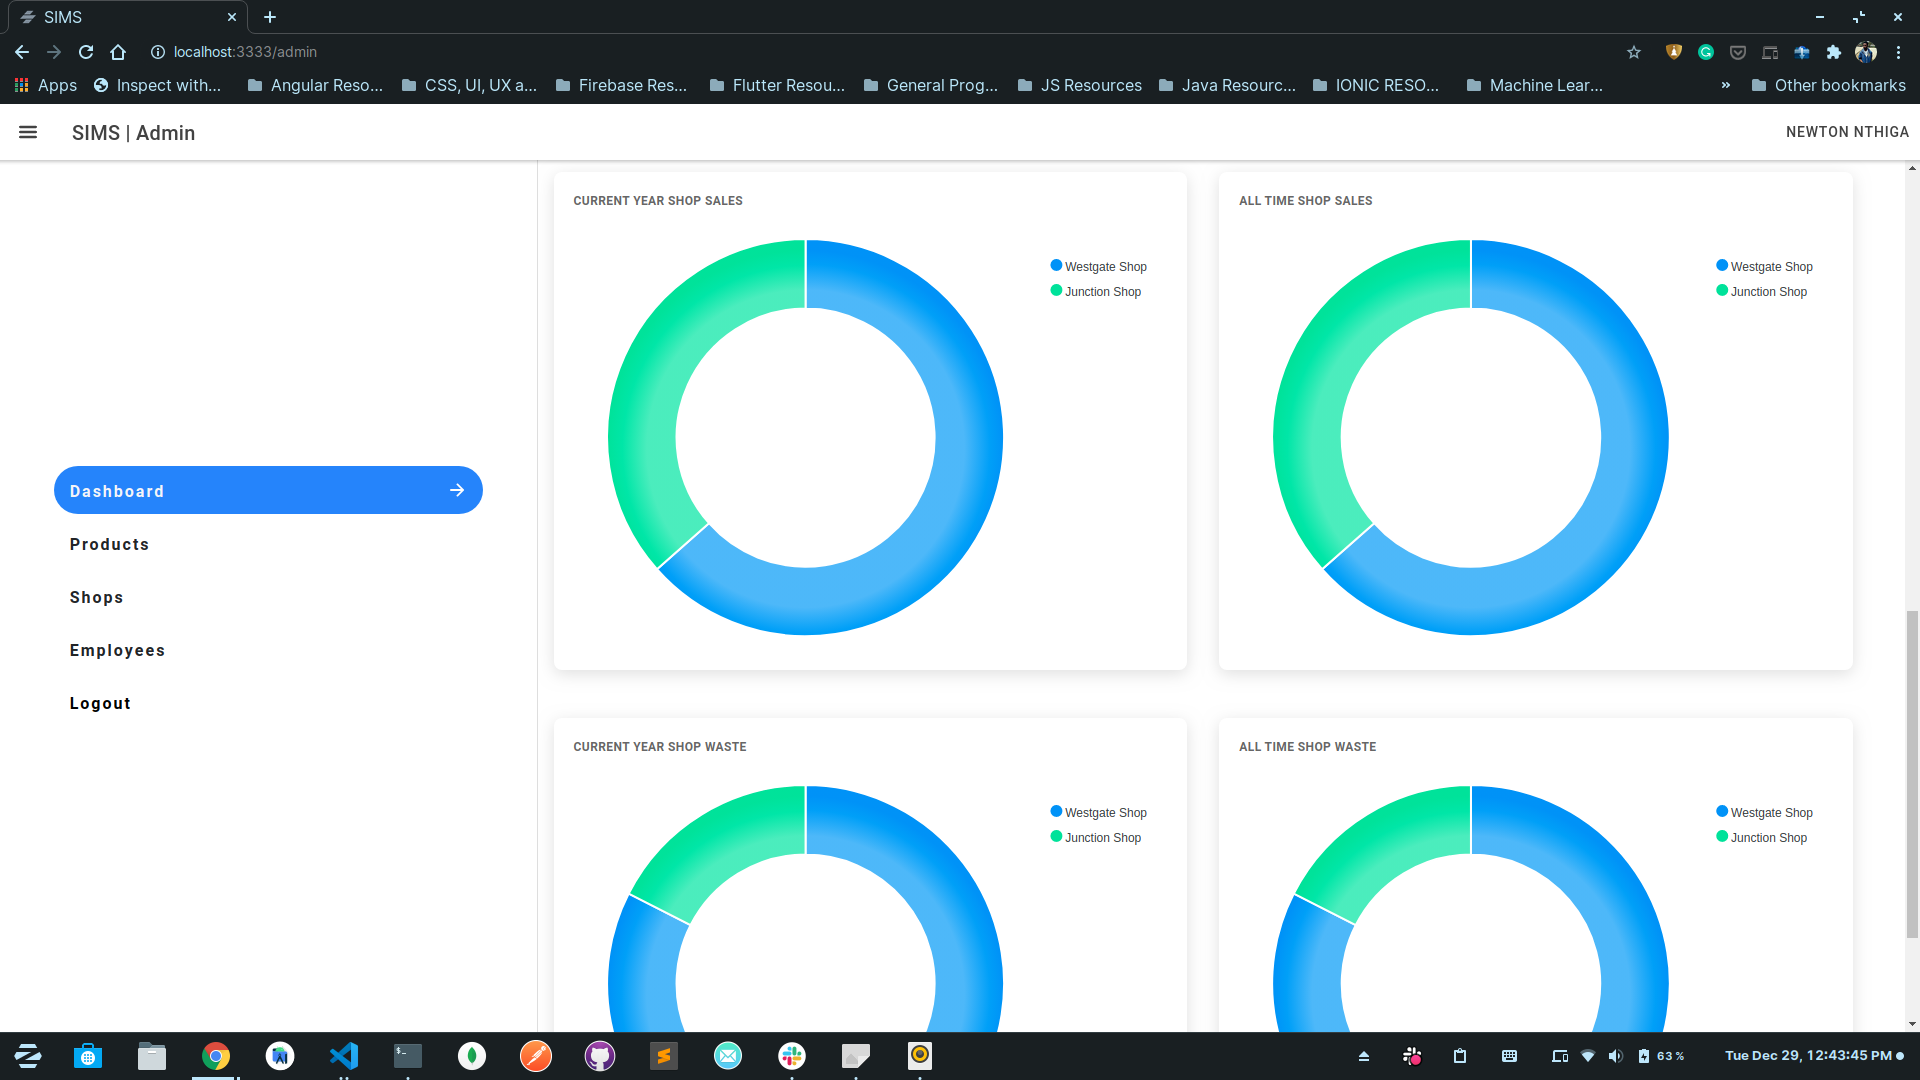 SIMS
localhost:3333/admin
Apps Inspect with... Angular Reso... CSS, UI, UX a... Firebase Res... Flutter Resou... General Prog... JS Resources Java Resourc... IONIC RESO... Machine Lear... » Other bookmarks
SIMS | Admin
NEWTON NTHIGA
Dashboard
Products
Shops
Employees
Logout
CURRENT YEAR SHOP SALES
Westgate Shop
Junction Shop
ALL TIME SHOP SALES
Westgate Shop
Junction Shop
CURRENT YEAR SHOP WASTE
Westgate Shop
Junction Shop
ALL TIME SHOP WASTE
Westgate Shop
Junction Shop
63 %
Tue Dec 29, 12:43:45 PM